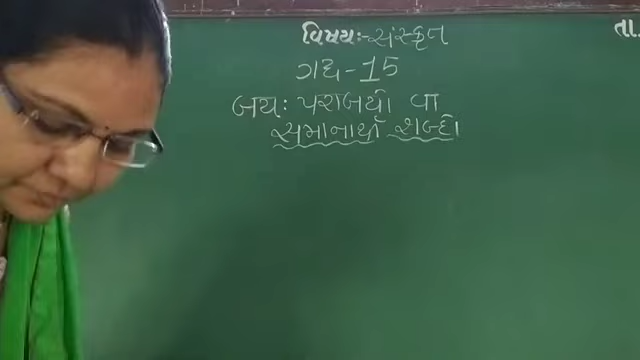 વિષય:-સંસ્કૃત
તા.
ગદ્ય-15
જયઃ પરાજયો વા
સમાનાર્થી શબ્દો